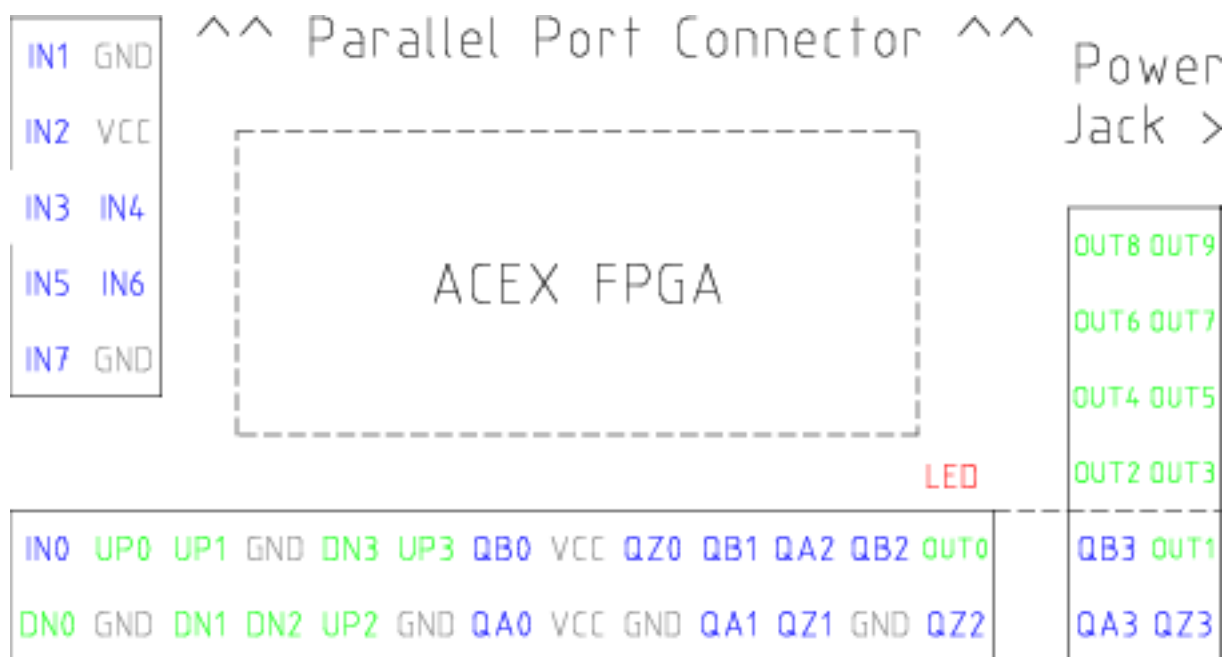 ^^ Parallel Port Connector ^^
Power
Jack >
IN1 GND
IN2 VCC
IN3 IN4
IN5 IN6
IN7 GND
ACEX FPGA
OUT8 OUT9
OUT6 OUT7
OUT4 OUT5
OUT2 OUT3
LED
IN0 UP0 UP1 GND DN3 UP3 QB0 VCC QZ0 QB1 QA2 QB2 OUT0
DN0 GND DN1 DN2 UP2 GND QA0 VCC GND QA1 QZ1 GND QZ2
QB3 OUT1
QA3 QZ3